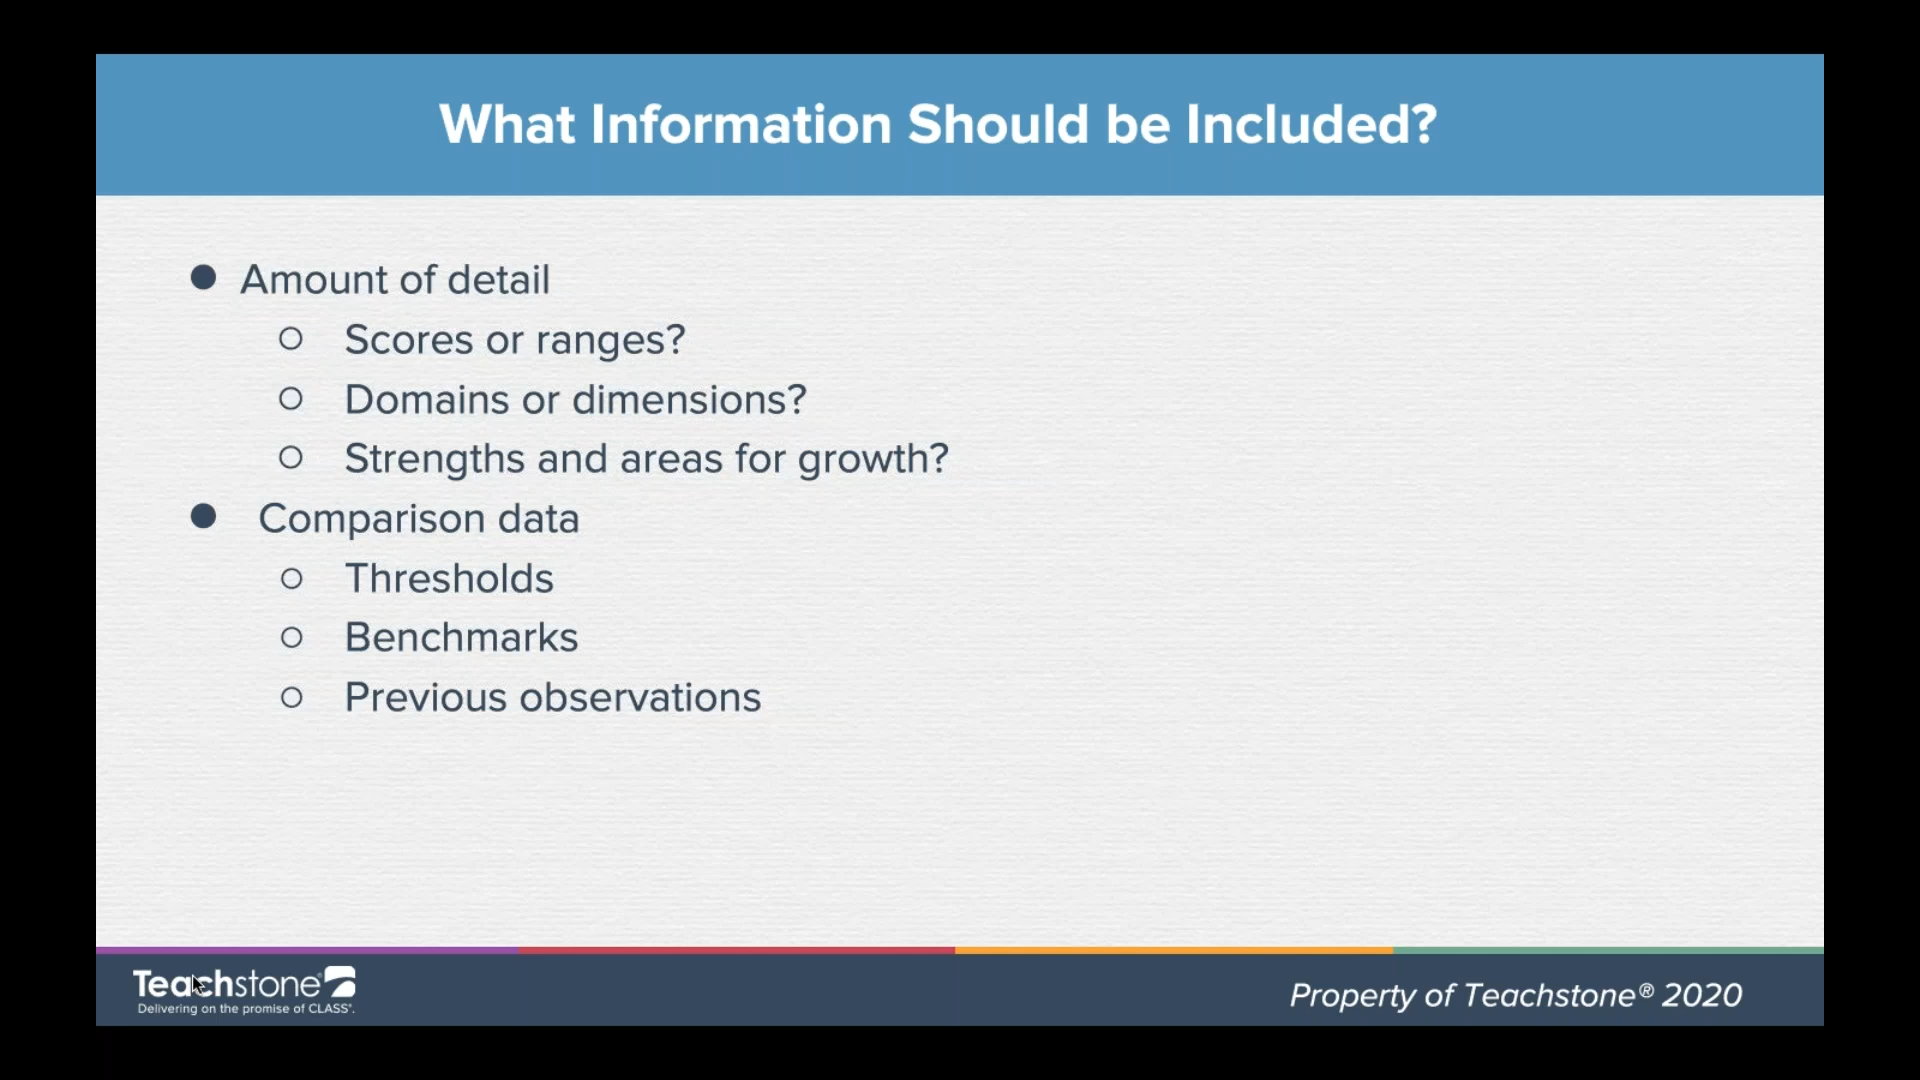 What Information Should be Included?
● Amount of detail
○ Scores or ranges?
○ Domains or dimensions?
○ Strengths and areas for growth?
● Comparison data
○ Thresholds
○ Benchmarks
○ Previous observations
Teachstone®
Delivering on the promise of CLASS®.
Property of Teachstone® 2020